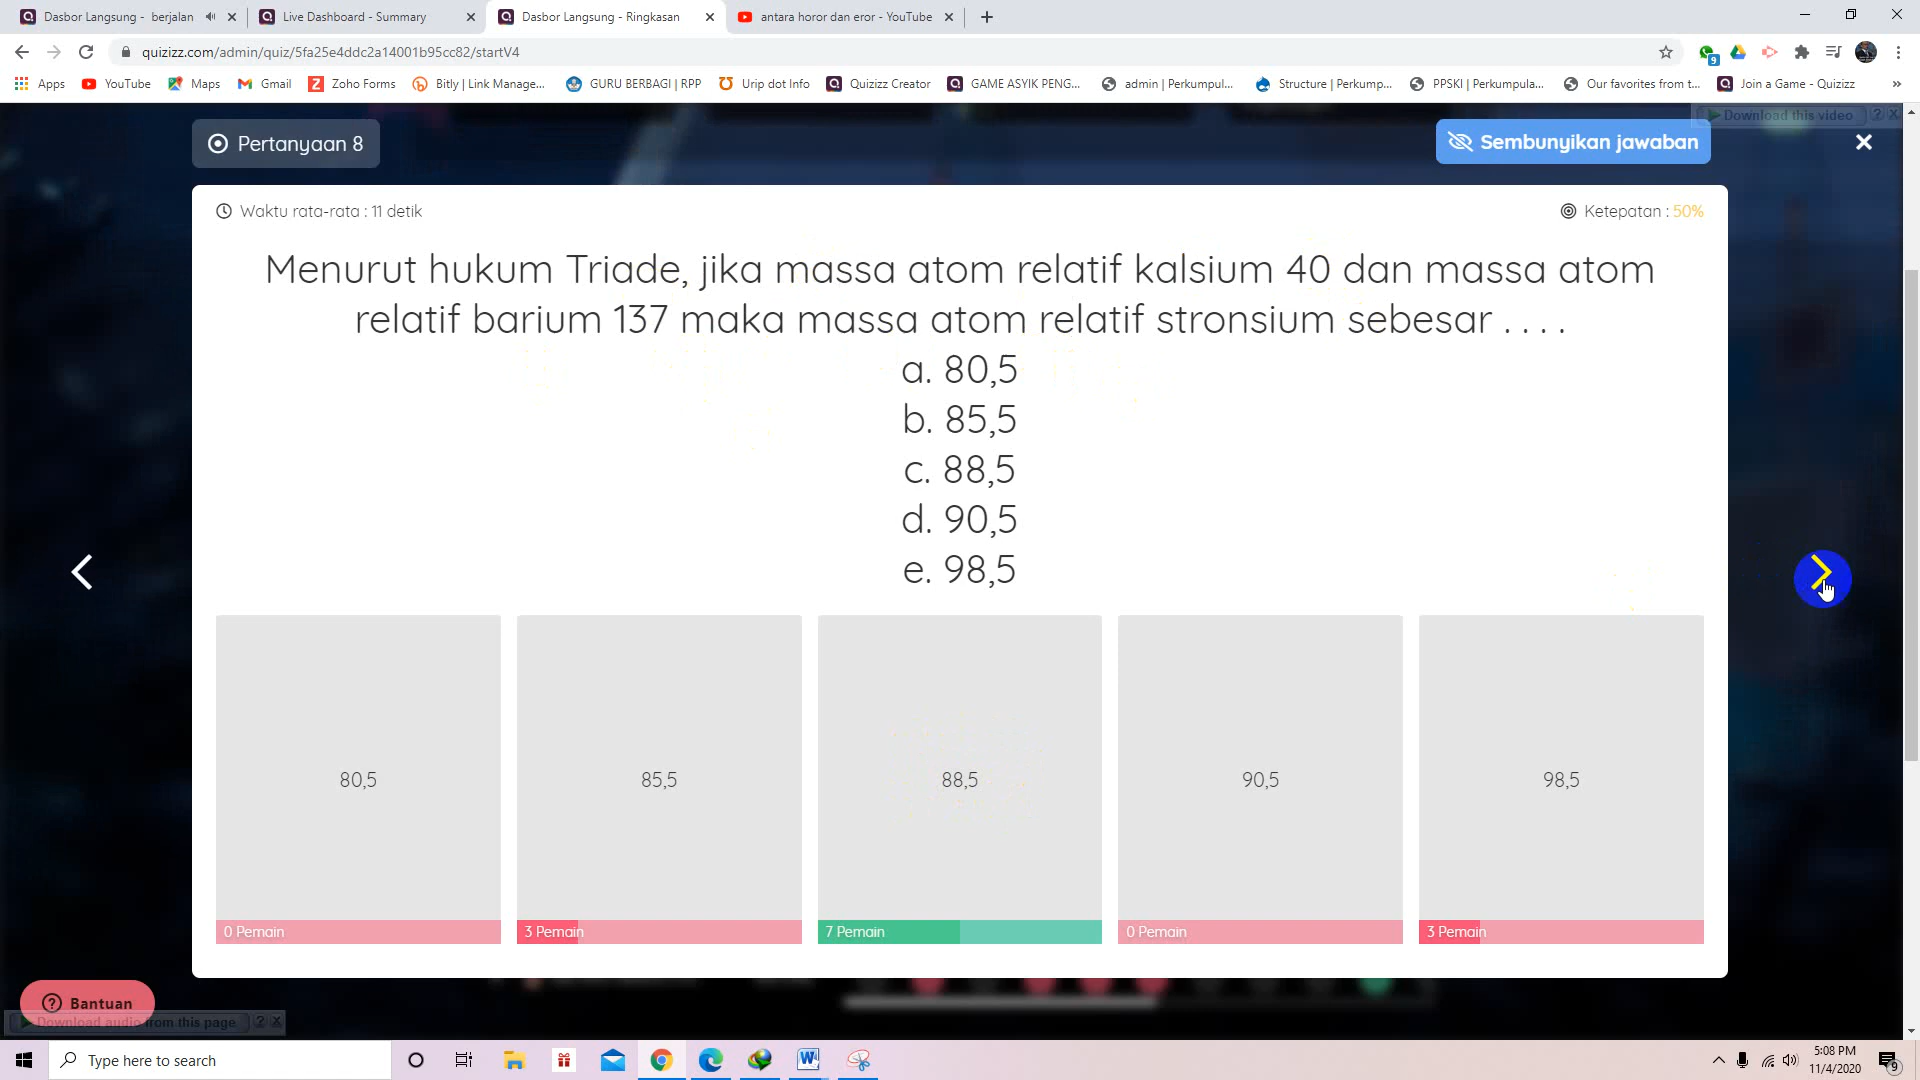 Dasbor Langsung - berjalan
Live Dashboard - Summary
Dasbor Langsung - Ringkasan
antara horor dan eror - YouTube
quizizz.com/admin/quiz/5fa25e4ddc2a14001b95cc82/startV4
9
Apps
YouTube
Maps
Gmail
Zoho Forms
Bitly | Link Manage...
GURU BERBAGI | RPP
Urip dot Info
Quizizz Creator
GAME ASYIK PENG...
admin | Perkumpul...
Structure | Perkump...
PPSKI | Perkumpula...
Our favorites from t...
Join a Game - Quizizz
»
Download this video ? X
Pertanyaan 8
Sembunyikan jawaban
Waktu rata-rata : 11 detik
Ketepatan : 50%
Menurut hukum Triade, jika massa atom relatif kalsium 40 dan massa atom
relatif barium 137 maka massa atom relatif stronsium sebesar . . . .
a. 80,5
b. 85,5
c. 88,5
d. 90,5
e. 98,5
80,5
85,5
88,5
90,5
98,5
0 Pemain
3 Pemain
7 Pemain
0 Pemain
3 Pemain
? Bantuan
Download audio from this page ? X
Type here to search
5:08 PM
11/4/2020
9